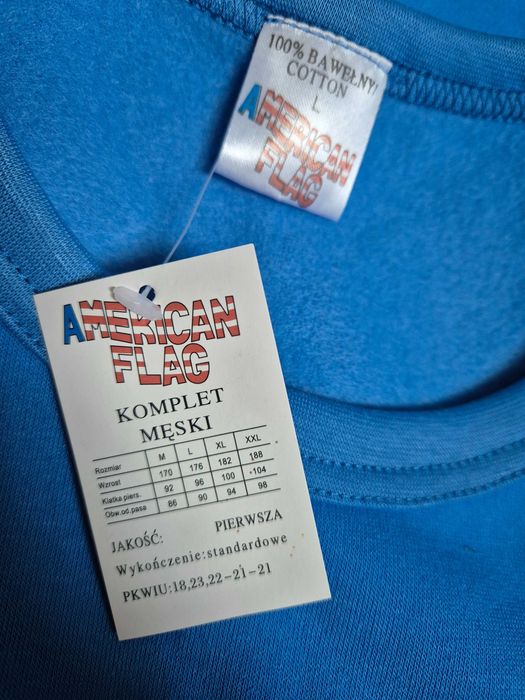 100% BAWEŁNY
COTTON
L
AMERICAN
FLAG
AMERICAN
FLAG
KOMPLET
MĘSKI
Rozmiar M L XL XXL
Wzrost 170 176 182 188
Klatka piers. 92 96 100 104
Obw.od.pasa 86 90 94 98
JAKOŚĆ: PIERWSZA
Wykończenie:standardowe
PKWIU:18,23,22-21-21